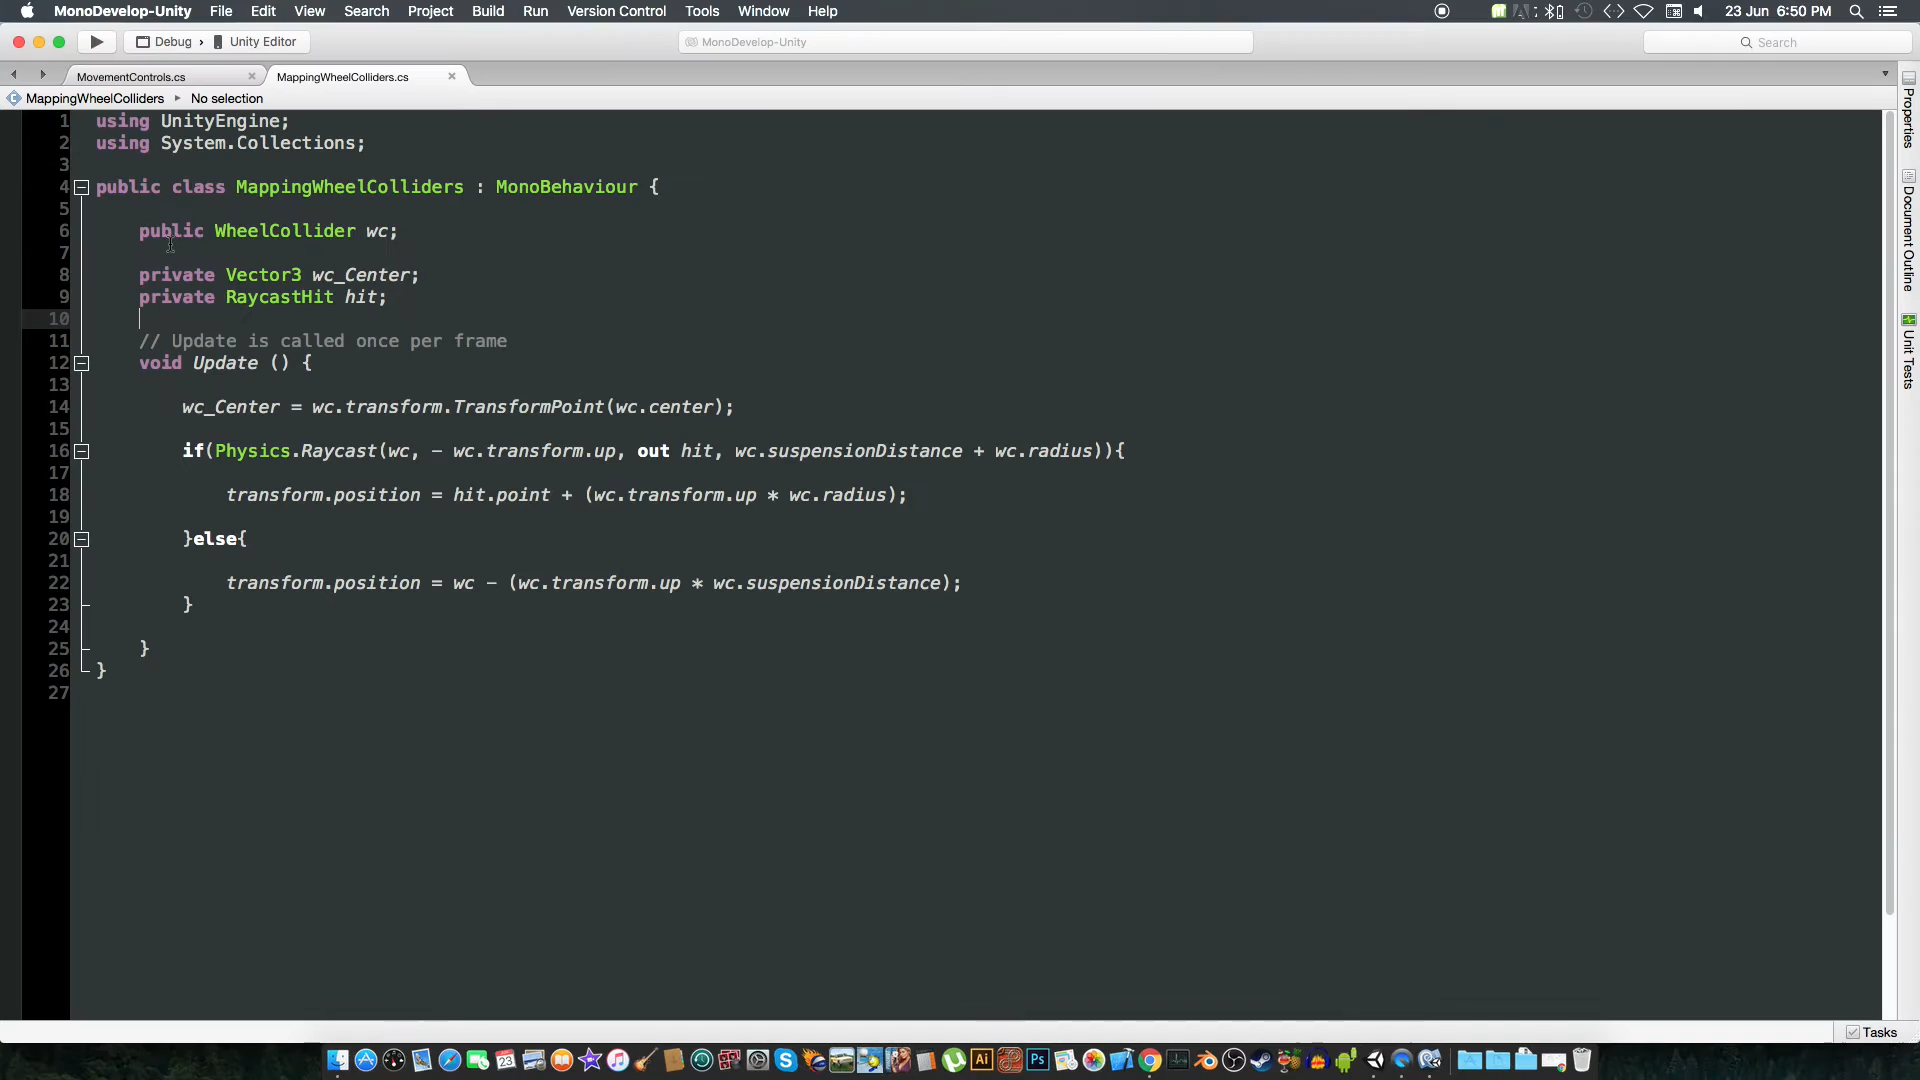 MonoDevelop-Unity File Edit View Search Project Build Run Version Control Tools Window Help 23 Jun 6:50 PM
Debug › Unity Editor MonoDevelop-Unity Search
MovementControls.cs × MappingWheelColliders.cs ×
MappingWheelColliders ▸ No selection
1 using UnityEngine;
2 using System.Collections;
3
4 public class MappingWheelColliders : MonoBehaviour {
5
6 public WheelCollider wc;
7
8 private Vector3 wc_Center;
9 private RaycastHit hit;
10
11 // Update is called once per frame
12 void Update () {
13
14 wc_Center = wc.transform.TransformPoint(wc.center);
15
16 if(Physics.Raycast(wc, - wc.transform.up, out hit, wc.suspensionDistance + wc.radius)){
17
18 transform.position = hit.point + (wc.transform.up * wc.radius);
19
20 }else{
21
22 transform.position = wc - (wc.transform.up * wc.suspensionDistance);
23 }
24
25 }
26 }
27
Properties
Document Outline
Unit Tests
Tasks
23
Ai
Ps